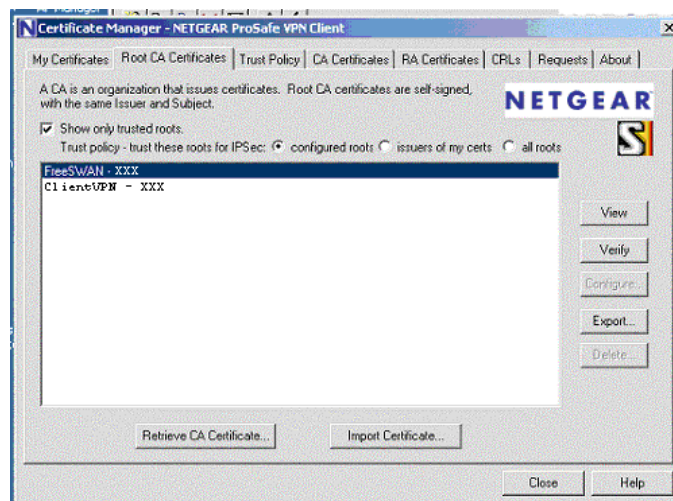 Certificate Manager - NETGEAR ProSafe VPN Client
My Certificates Root CA Certificates Trust Policy CA Certificates RA Certificates CRLs Requests About
A CA is an organization that issues certificates. Root CA certificates are self-signed,
with the same Issuer and Subject.
NETGEAR
Show only trusted roots.
Trust policy - trust these roots for IPSec: configured roots issuers of my certs all roots
S
FreeSWAN - XXX
ClientVPN - XXX
View
Verify
Configure...
Export...
Delete...
Retrieve CA Certificate... Import Certificate...
Close Help